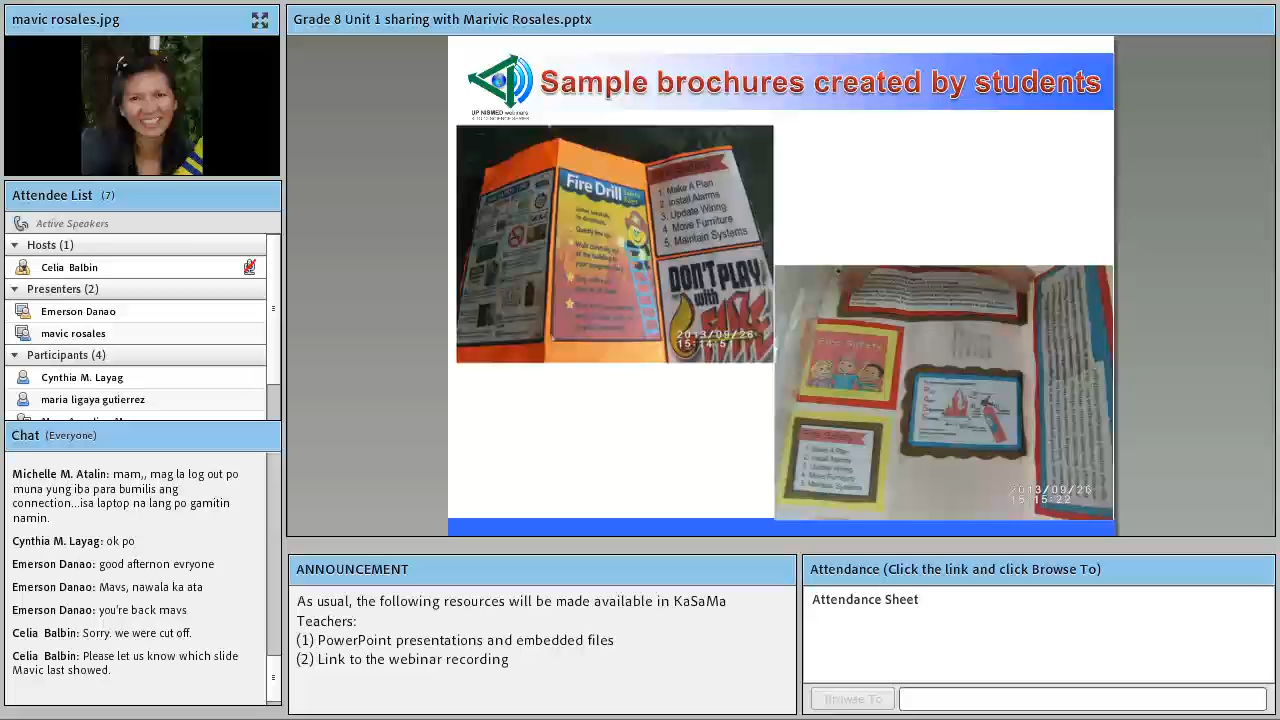 mavic rosales.jpg
Attendee List (7)
Active Speakers
Hosts (1)
Celia Balbin
Presenters (2)
Emerson Danao
mavic rosales
Participants (4)
Cynthia M. Layag
maria ligaya gutierrez
Chat (Everyone)
Michelle M. Atalin: mam,, mag la log out po
muna yung iba para bumilis ang
connection...isa laptop na lang po gamitin
namin.
Cynthia M. Layag: ok po
Emerson Danao: good afternon evryone
Emerson Danao: Mavs, nawala ka ata
Emerson Danao: you're back mavs
Celia Balbin: Sorry. we were cut off.
Celia Balbin: Please let us know which slide
Mavic last showed.
Grade 8 Unit 1 sharing with Marivic Rosales.pptx
Sample brochures created by students
UP NISMED webinars
Fire Drill
1. Make A Plan
2. Install Alarms
3. Update Wiring
4. Move Furniture
5. Maintain Systems
DON'T PLAY
with
FIRE
2013/09/26
15:14:51
Fire Safety
2013/09/26
15:15:22
ANNOUNCEMENT
As usual, the following resources will be made available in KaSaMa
Teachers:
(1) PowerPoint presentations and embedded files
(2) Link to the webinar recording
Attendance (Click the link and click Browse To)
Attendance Sheet
Browse To